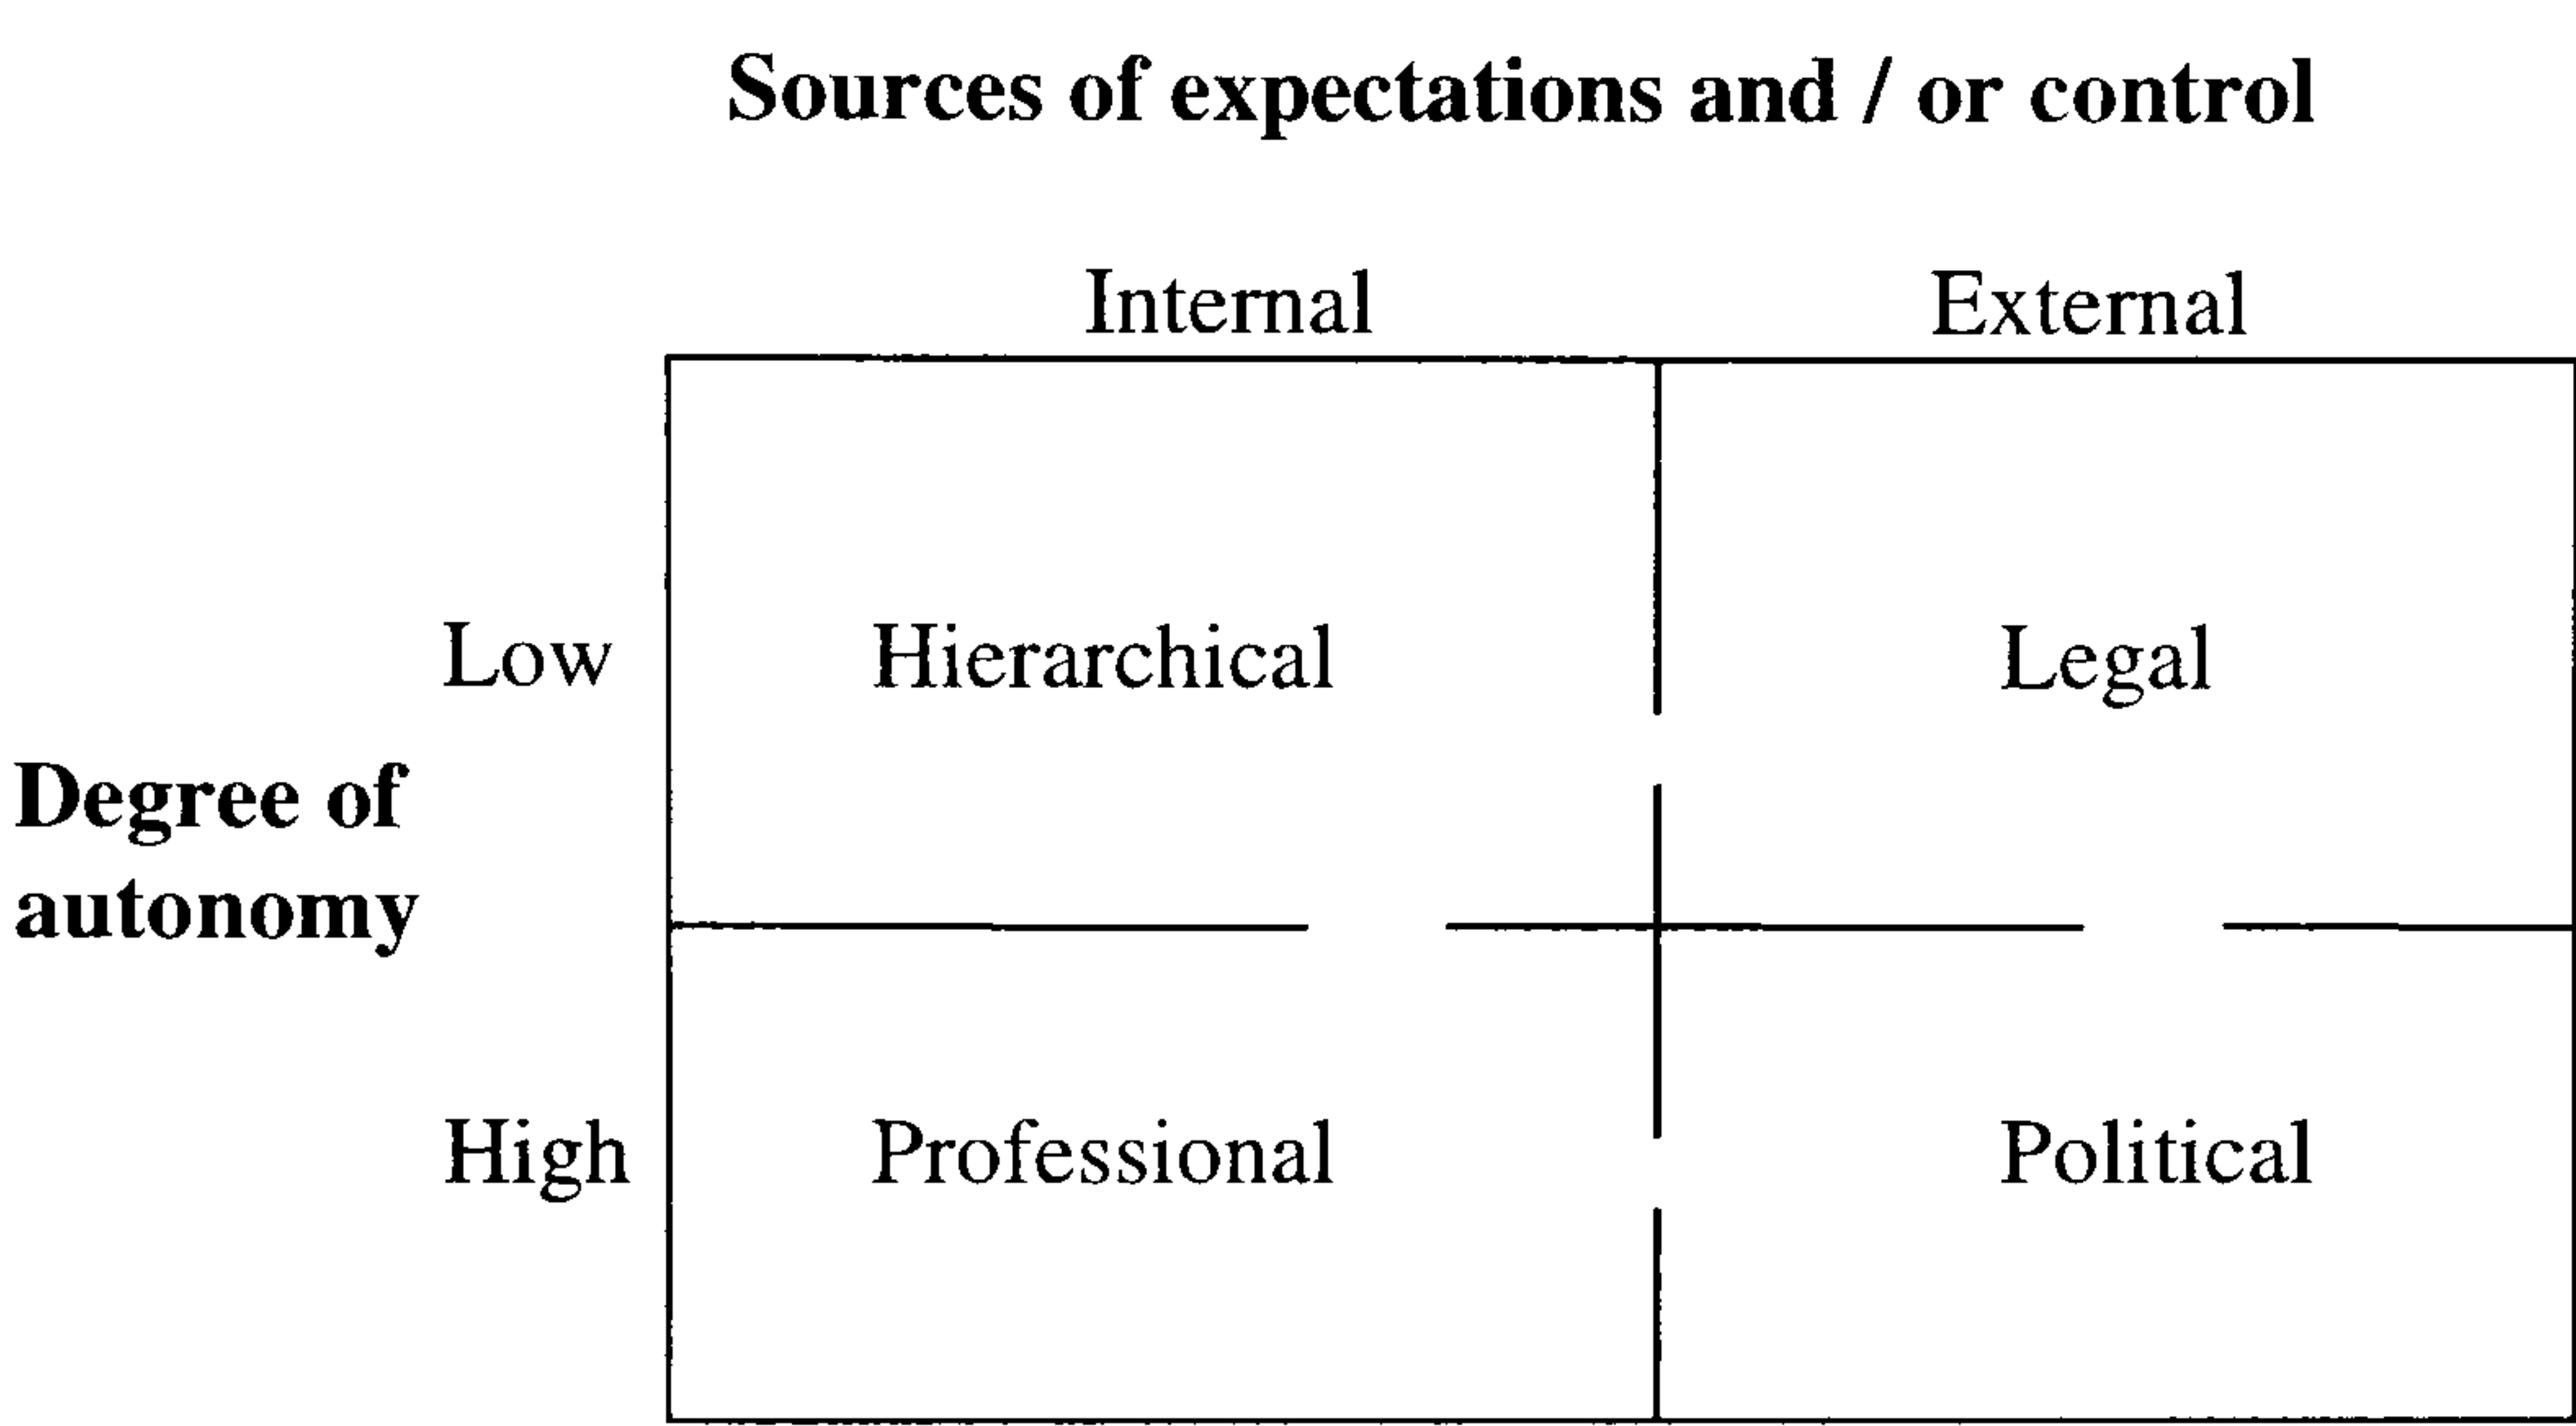 Sources of expectations and / or control
Internal External
Low Hierarchical Legal
Degree of
autonomy
High Professional Political